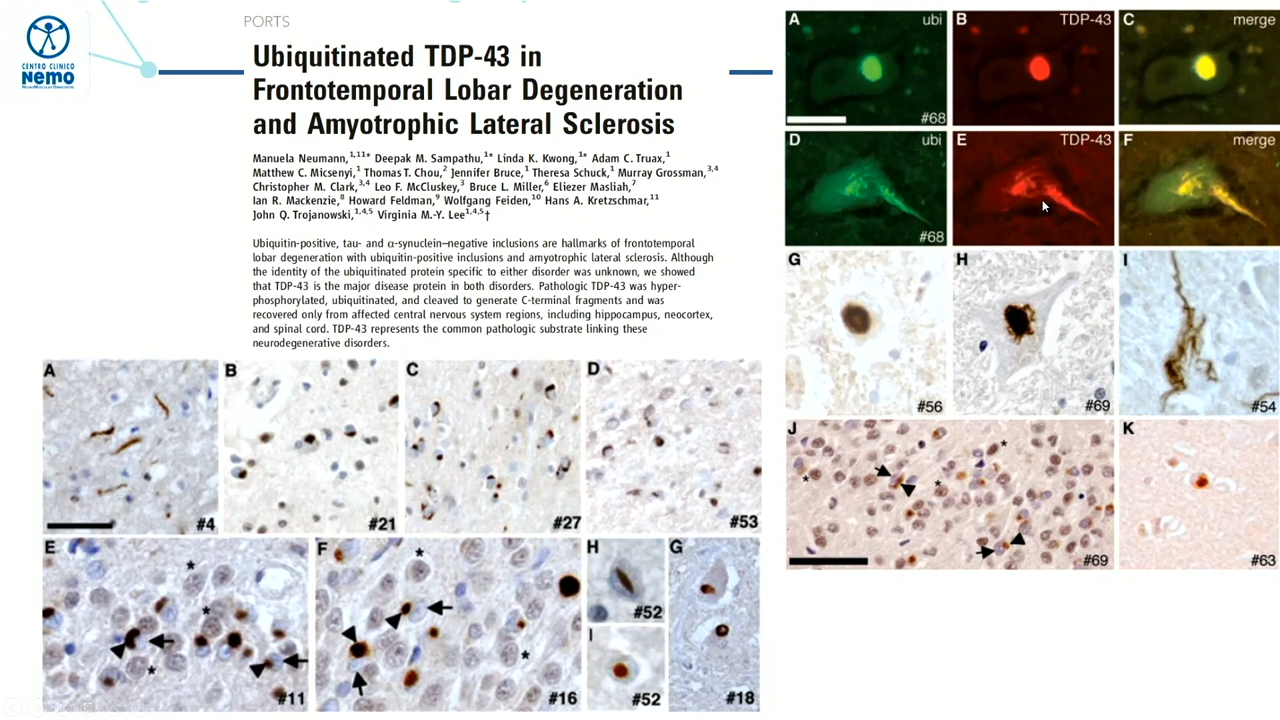 CENTRO CLINICO
NeMO
NEUROMUSCULAR OMNICENTRE
PORTS
Ubiquitinated TDP-43 in
Frontotemporal Lobar Degeneration
and Amyotrophic Lateral Sclerosis
Manuela Neumann,1,11* Deepak M. Sampathu,1* Linda K. Kwong,1* Adam C. Truax,1
Matthew C. Micsenyi,1 Thomas T. Chou,2 Jennifer Bruce,1 Theresa Schuck,1 Murray Grossman,3,4
Christopher M. Clark,3,4 Leo F. McCluskey,3 Bruce L. Miller,6 Eliezer Masliah,7
Ian R. Mackenzie,8 Howard Feldman,9 Wolfgang Feiden,10 Hans A. Kretzschmar,11
John Q. Trojanowski,1,4,5 Virginia M.-Y. Lee1,4,5†
Ubiquitin-positive, tau- and α-synuclein–negative inclusions are hallmarks of frontotemporal
lobar degeneration with ubiquitin-positive inclusions and amyotrophic lateral sclerosis. Although
the identity of the ubiquitinated protein specific to either disorder was unknown, we showed
that TDP-43 is the major disease protein in both disorders. Pathologic TDP-43 was hyper-
phosphorylated, ubiquitinated, and cleaved to generate C-terminal fragments and was
recovered only from affected central nervous system regions, including hippocampus, neocortex,
and spinal cord. TDP-43 represents the common pathologic substrate linking these
neurodegenerative disorders.
A B C D
#4 #21 #27 #53
E F H G
* * * *
#52
I
* *
#11 #16 #52 #18
A ubi B TDP-43 C merge
#68
D ubi E TDP-43 F merge
#68
G H I
#56 #69 #54
J K
* * *
#69 #63